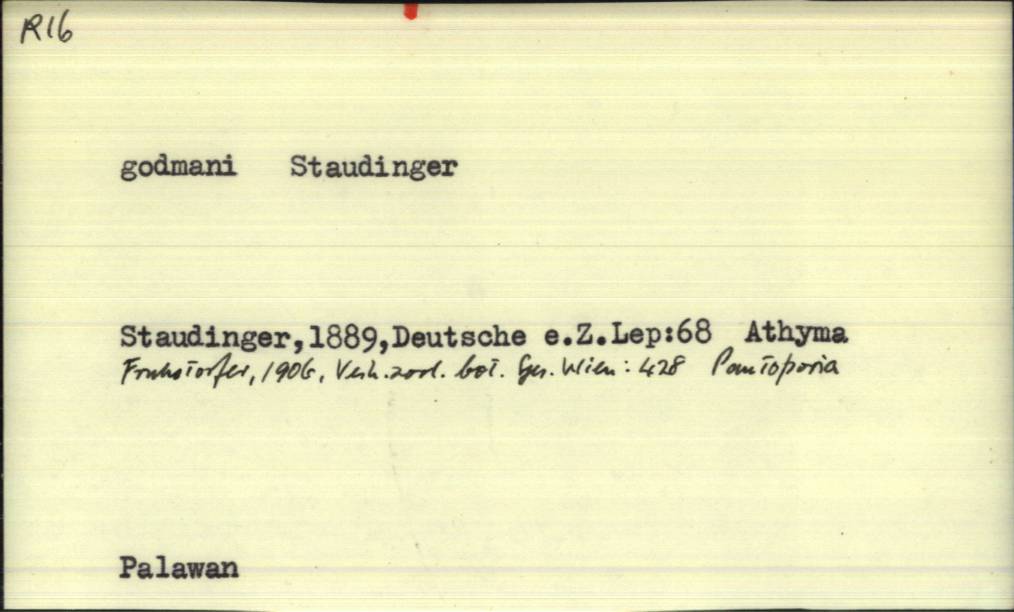 R16
godmani Staudinger
Staudinger,1889,Deutsche e.Z.Lep:68 Athyma
Fruhstorfer, 1906, Verh. zool. bot. Ges. Wien: 428 Pantoporia
Palawan